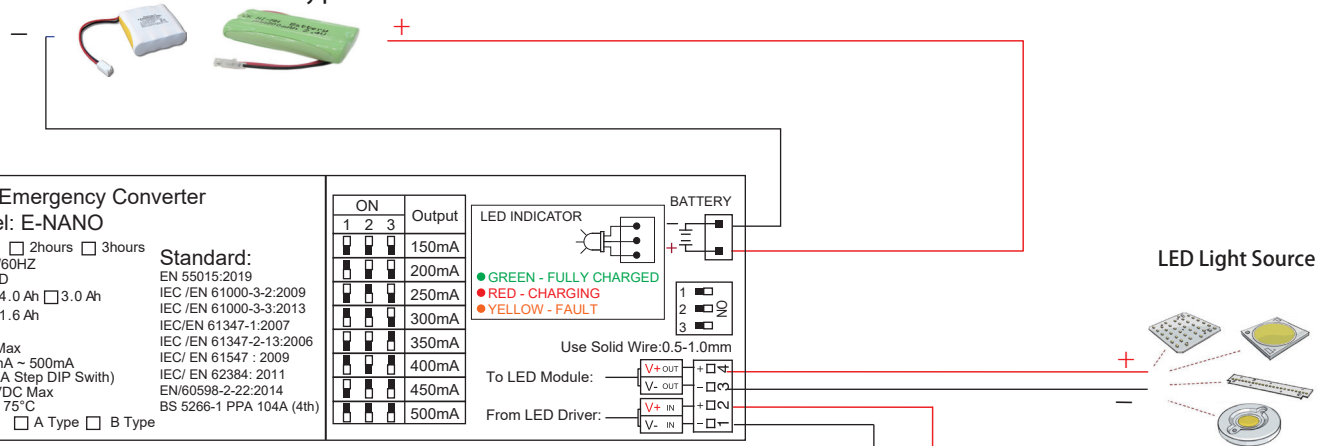 −
+
Emergency Converter
el: E-NANO
☐ 2hours ☐ 3hours
/60HZ
D
4.0 Ah ☐ 3.0 Ah
1.6 Ah
Max
mA ~ 500mA
A Step DIP Swith)
/DC Max
75°C
☐ A Type ☐ B Type
Standard:
EN 55015:2019
IEC /EN 61000-3-2:2009
IEC /EN 61000-3-3:2013
IEC/EN 61347-1:2007
IEC /EN 61347-2-13:2006
IEC/ EN 61547 : 2009
IEC/ EN 62384: 2011
EN/60598-2-22:2014
BS 5266-1 PPA 104A (4th)
ON
1 2 3 Output
150mA
200mA
250mA
300mA
350mA
400mA
450mA
500mA
LED INDICATOR
GREEN - FULLY CHARGED
RED - CHARGING
YELLOW - FAULT
BATTERY
−
+
1
2
3
ON
Use Solid Wire:0.5-1.0mm
To LED Module:
V+ OUT + 4
V- OUT - 3
From LED Driver:
V+ IN + 2
V- IN - 1
LED Light Source
+
−